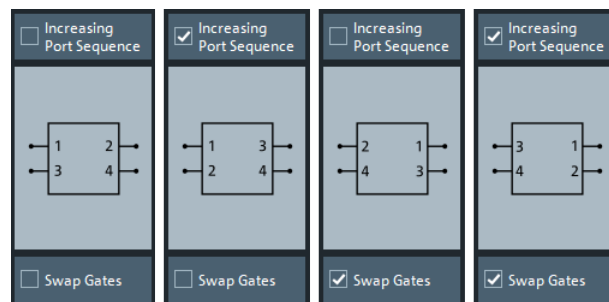 Increasing
Port Sequence
1 2
3 4
Swap Gates
Increasing
Port Sequence
1 3
2 4
Swap Gates
Increasing
Port Sequence
2 1
4 3
Swap Gates
Increasing
Port Sequence
3 1
4 2
Swap Gates